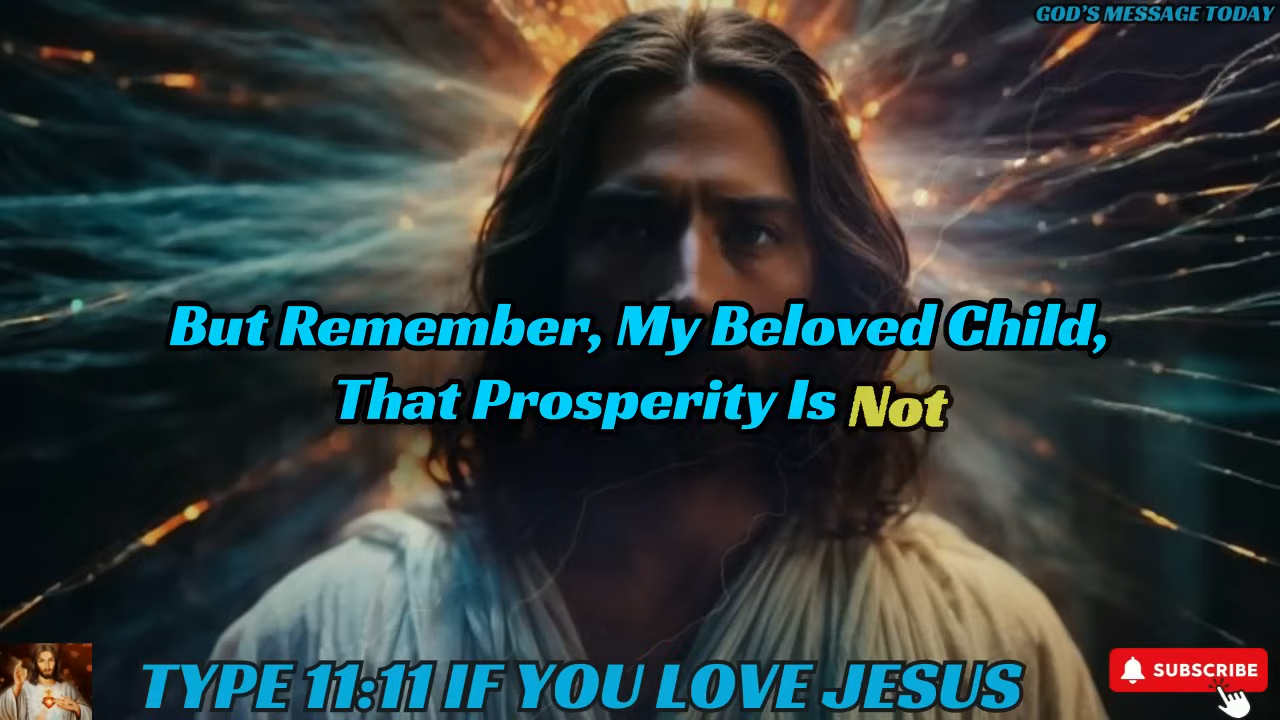 GOD'S MESSAGE TODAY
But Remember, My Beloved Child,
That Prosperity Is Not
TYPE 11:11 IF YOU LOVE JESUS
SUBSCRIBE